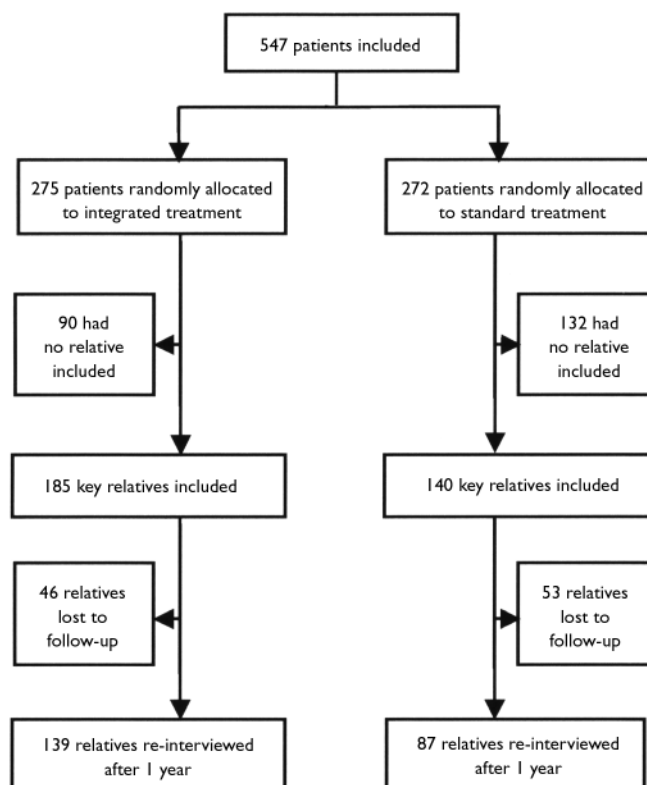 547 patients included
275 patients randomly allocated
to integrated treatment
272 patients randomly allocated
to standard treatment
90 had
no relative
included
132 had
no relative
included
185 key relatives included
140 key relatives included
46 relatives
lost to
follow-up
53 relatives
lost to
follow-up
139 relatives re-interviewed
after 1 year
87 relatives re-interviewed
after 1 year